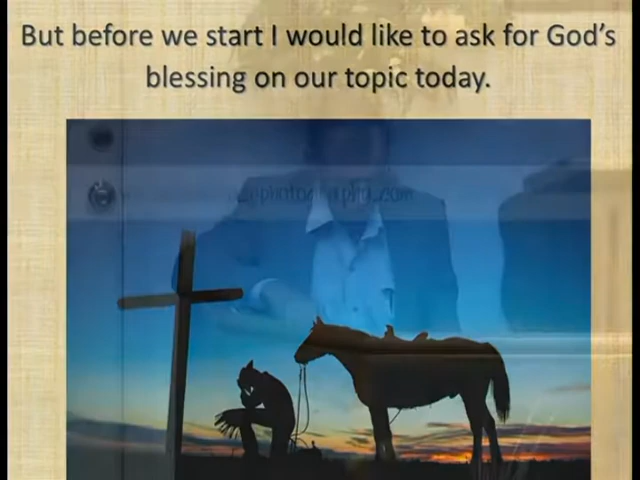 But before we start I would like to ask for God's
blessing on our topic today.